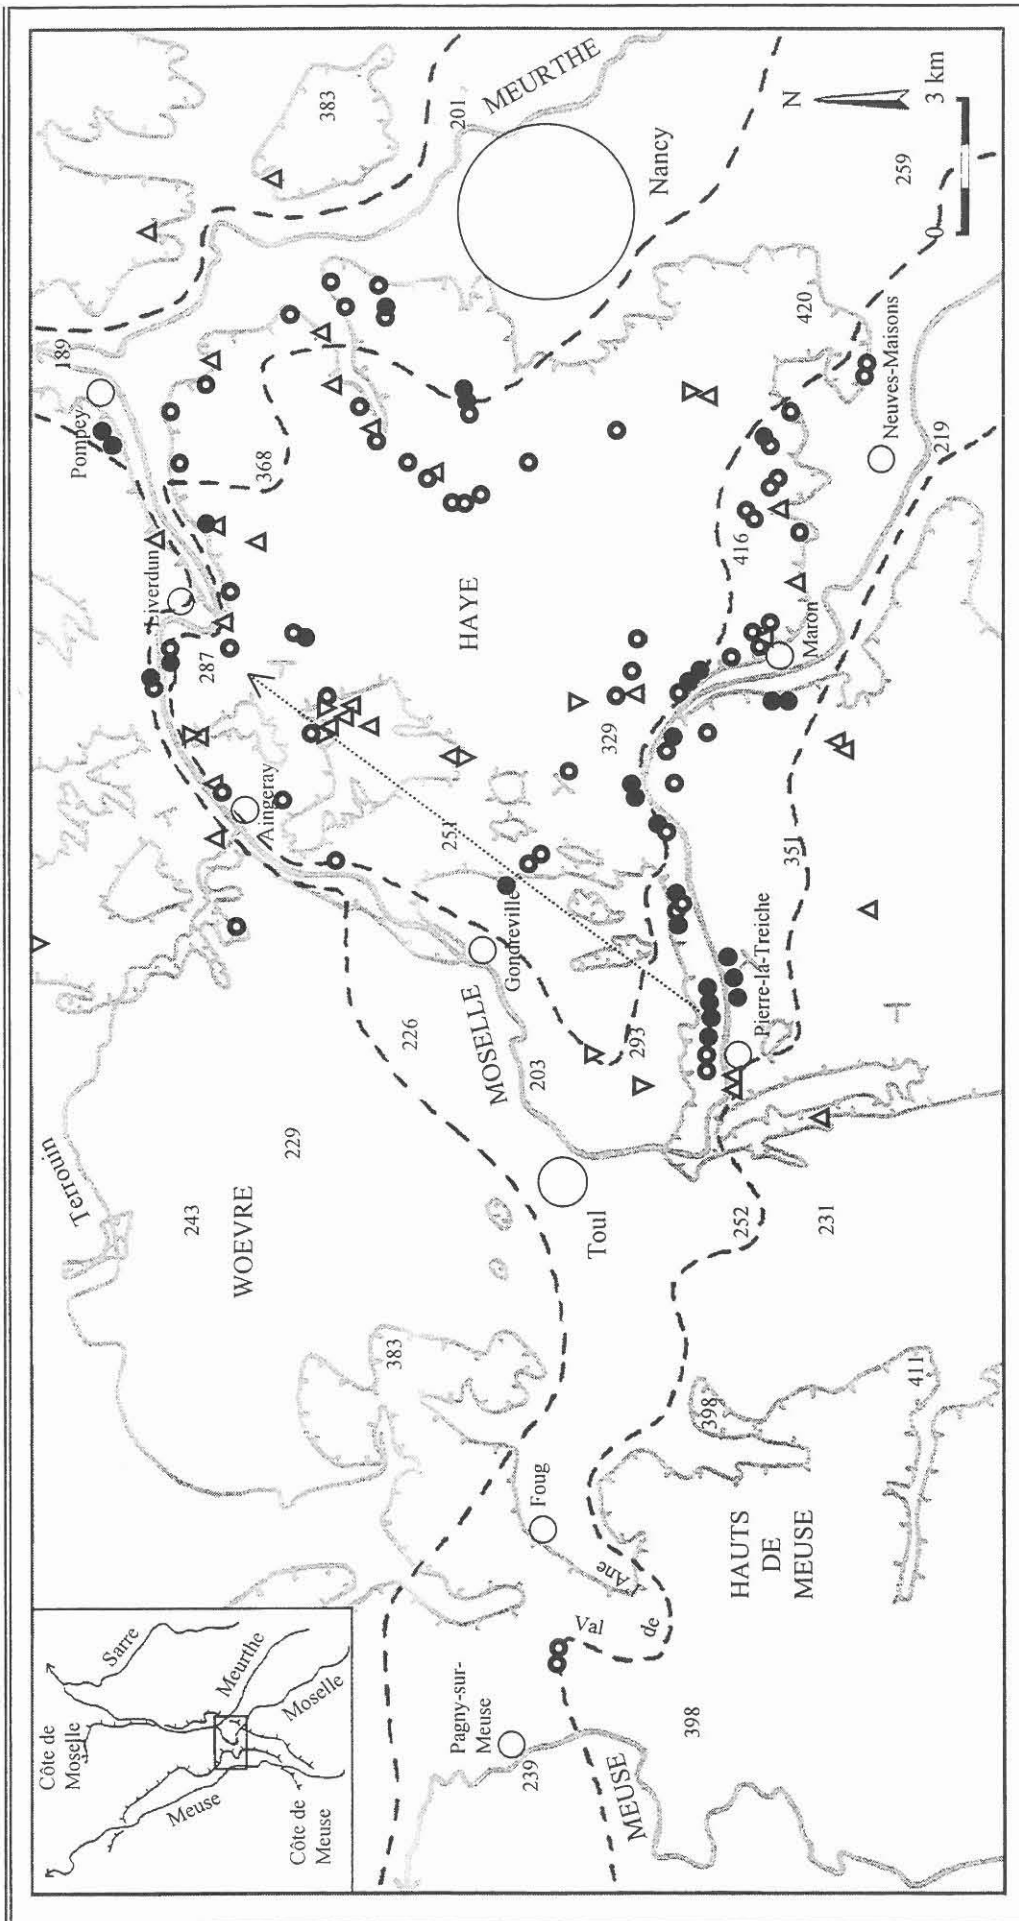 Côte de
Moselle
Sarre
Meurthe
Moselle
Meuse
Côte de
Meuse
Terrouin
243
229
WOEVRE
383
Pagny-sur-
Meuse
239
MEUSE
398
Val
de
l'Ane
Foug
HAUTS
DE
MEUSE
398
411
Toul
252
231
226
MOSELLE
203
293
Gondreville
251
Pierre-la-Treiche
351
Aingeray
287
Liverdun
329
HAYE
Maron
416
368
Pompey
189
420
Neuves-Maisons
219
383
201
MEURTHE
Nancy
259
N
0
3 km